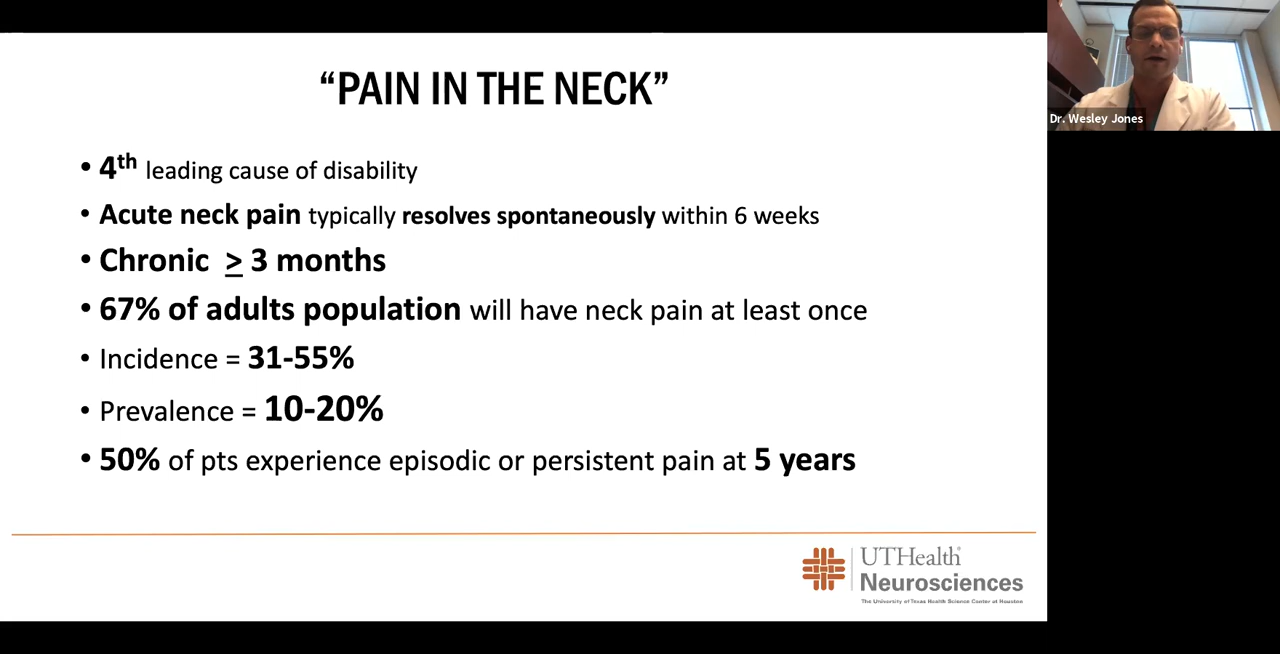 “PAIN IN THE NECK”
• 4th leading cause of disability
• Acute neck pain typically resolves spontaneously within 6 weeks
• Chronic ≥ 3 months
• 67% of adults population will have neck pain at least once
• Incidence = 31-55%
• Prevalence = 10-20%
• 50% of pts experience episodic or persistent pain at 5 years
UTHealth®
Neurosciences
The University of Texas Health Science Center at Houston
Dr. Wesley Jones